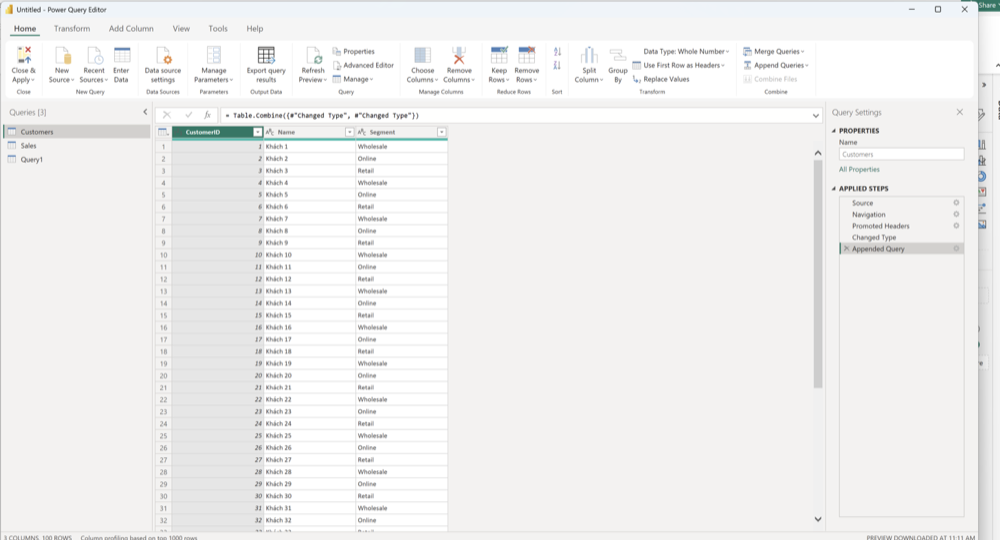 Untitled - Power Query Editor
Share
Home Transform Add Column View Tools Help
Close & Apply
New Source
Recent Sources
Enter Data
Data source settings
Manage Parameters
Export query results
Refresh Preview
Properties
Advanced Editor
Manage
Choose Columns
Remove Columns
Keep Rows
Remove Rows
Split Column
Group By
Data Type: Whole Number
Use First Row as Headers
Replace Values
Merge Queries
Append Queries
Combine Files
Close New Query Data Sources Parameters Output Data Query Manage Columns Reduce Rows Sort Transform Combine
Queries [3]
Customers
Sales
Query1
= Table.Combine({#"Changed Type", #"Changed Type"})
CustomerID Name Segment
1 1 Khách 1 Wholesale
2 2 Khách 2 Online
3 3 Khách 3 Retail
4 4 Khách 4 Wholesale
5 5 Khách 5 Online
6 6 Khách 6 Retail
7 7 Khách 7 Wholesale
8 8 Khách 8 Online
9 9 Khách 9 Retail
10 10 Khách 10 Wholesale
11 11 Khách 11 Online
12 12 Khách 12 Retail
13 13 Khách 13 Wholesale
14 14 Khách 14 Online
15 15 Khách 15 Retail
16 16 Khách 16 Wholesale
17 17 Khách 17 Online
18 18 Khách 18 Retail
19 19 Khách 19 Wholesale
20 20 Khách 20 Online
21 21 Khách 21 Retail
22 22 Khách 22 Wholesale
23 23 Khách 23 Online
24 24 Khách 24 Retail
25 25 Khách 25 Wholesale
26 26 Khách 26 Online
27 27 Khách 27 Retail
28 28 Khách 28 Wholesale
29 29 Khách 29 Online
30 30 Khách 30 Retail
31 31 Khách 31 Wholesale
32 32 Khách 32 Online
Query Settings
PROPERTIES
Name
Customers
All Properties
APPLIED STEPS
Source
Navigation
Promoted Headers
Changed Type
Appended Query
3 COLUMNS, 100 ROWS Column profiling based on top 1000 rows
PREVIEW DOWNLOADED AT 11:11 AM